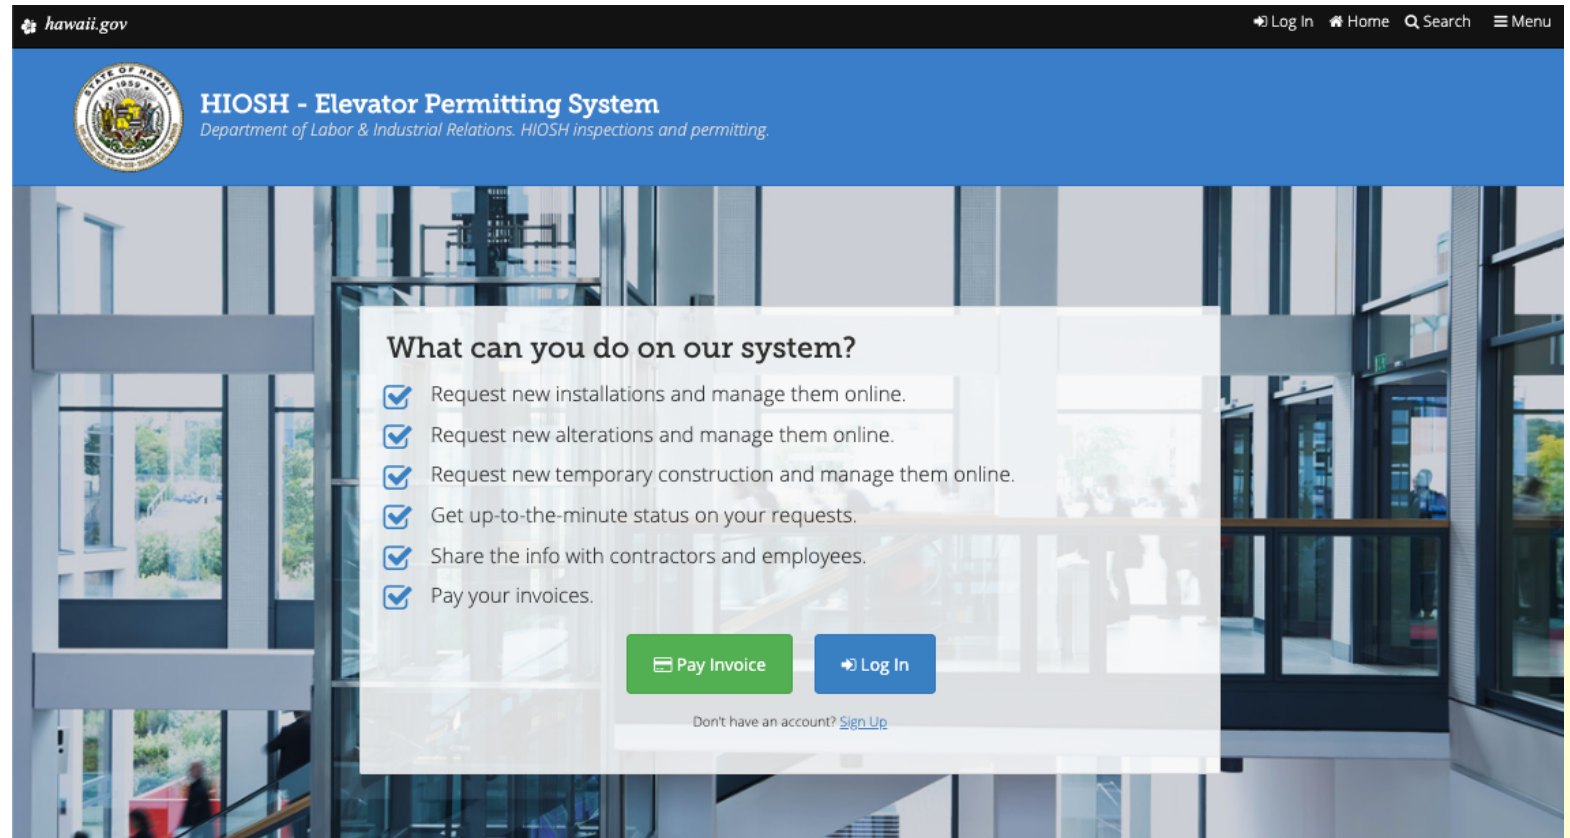 hawaii.gov
Log In Home Search Menu
STATE OF HAWAII
1959
HIOSH - Elevator Permitting System
Department of Labor & Industrial Relations. HIOSH inspections and permitting.
What can you do on our system?
Request new installations and manage them online.
Request new alterations and manage them online.
Request new temporary construction and manage them online.
Get up-to-the-minute status on your requests.
Share the info with contractors and employees.
Pay your invoices.
Pay Invoice
Log In
Don't have an account? Sign Up